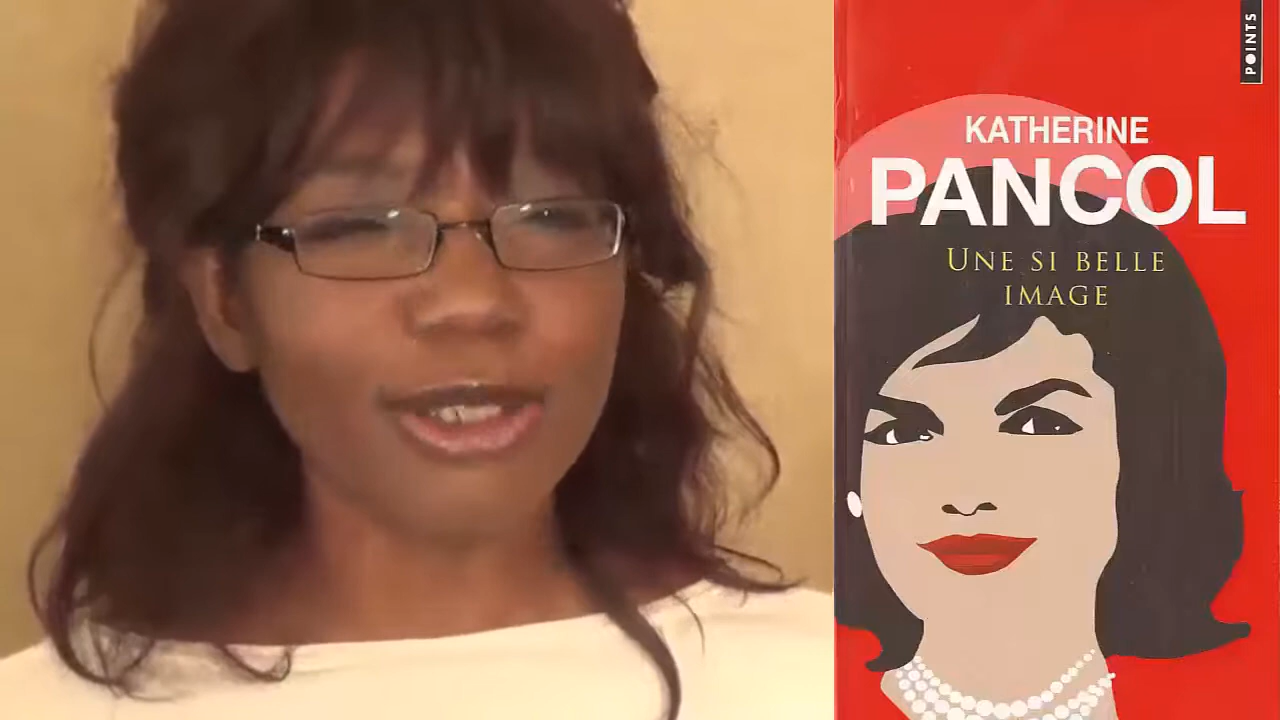 POINTS
KATHERINE
PANCOL
UNE SI BELLE
IMAGE